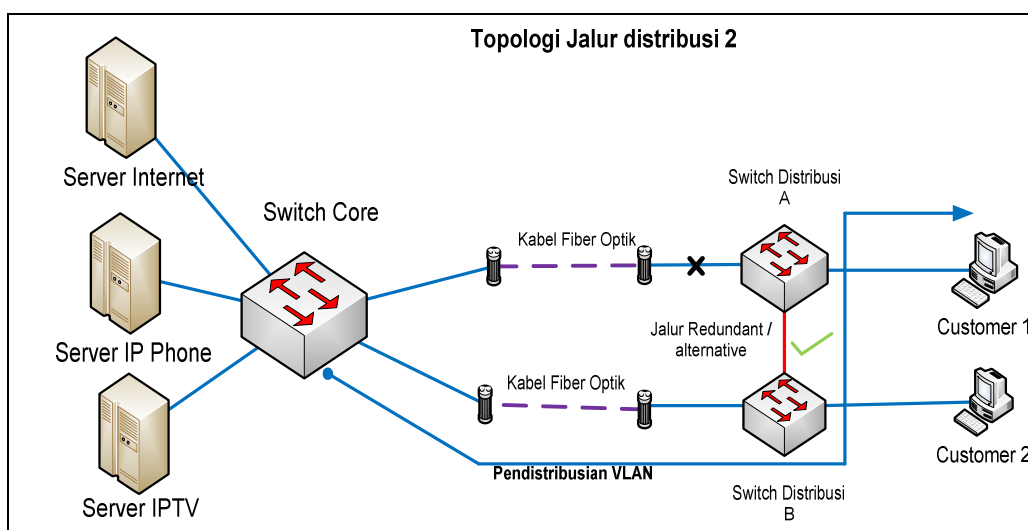 Topologi Jalur distribusi 2
Server Internet
Switch Core
Switch Distribusi
A
Kabel Fiber Optik
Server IP Phone
Jalur Redundant /
alternative
Customer 1
Kabel Fiber Optik
Customer 2
Pendistribusian VLAN
Server IPTV
Switch Distribusi
B